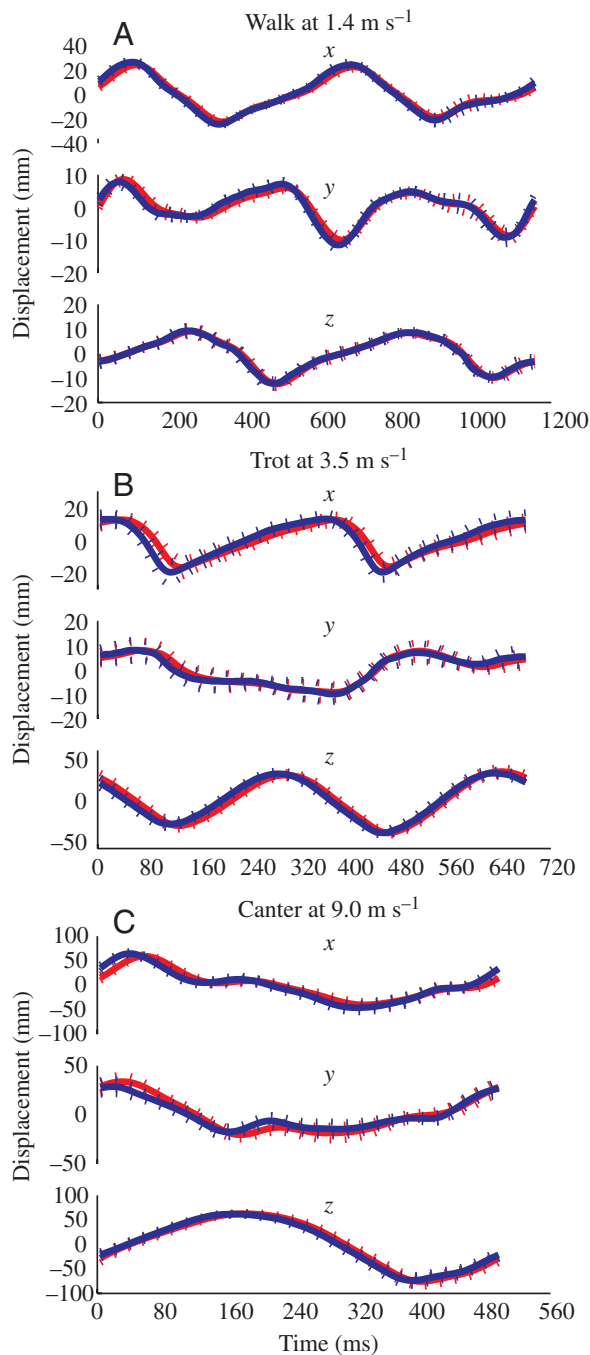 A
Walk at 1.4 m s–1
x
40
20
0
–20
–40
y
10
0
–10
–20
z
20
10
0
–10
–20
0 200 400 600 800 1000 1200
Displacement (mm)
B
Trot at 3.5 m s–1
x
20
0
–20
y
20
10
0
–10
–20
z
50
0
–50
0 80 160 240 320 400 480 560 640 720
Displacement (mm)
C
Canter at 9.0 m s–1
x
100
50
0
–50
–100
y
50
0
–50
z
100
50
0
–50
–100
0 80 160 240 320 400 480 560
Displacement (mm)
Time (ms)